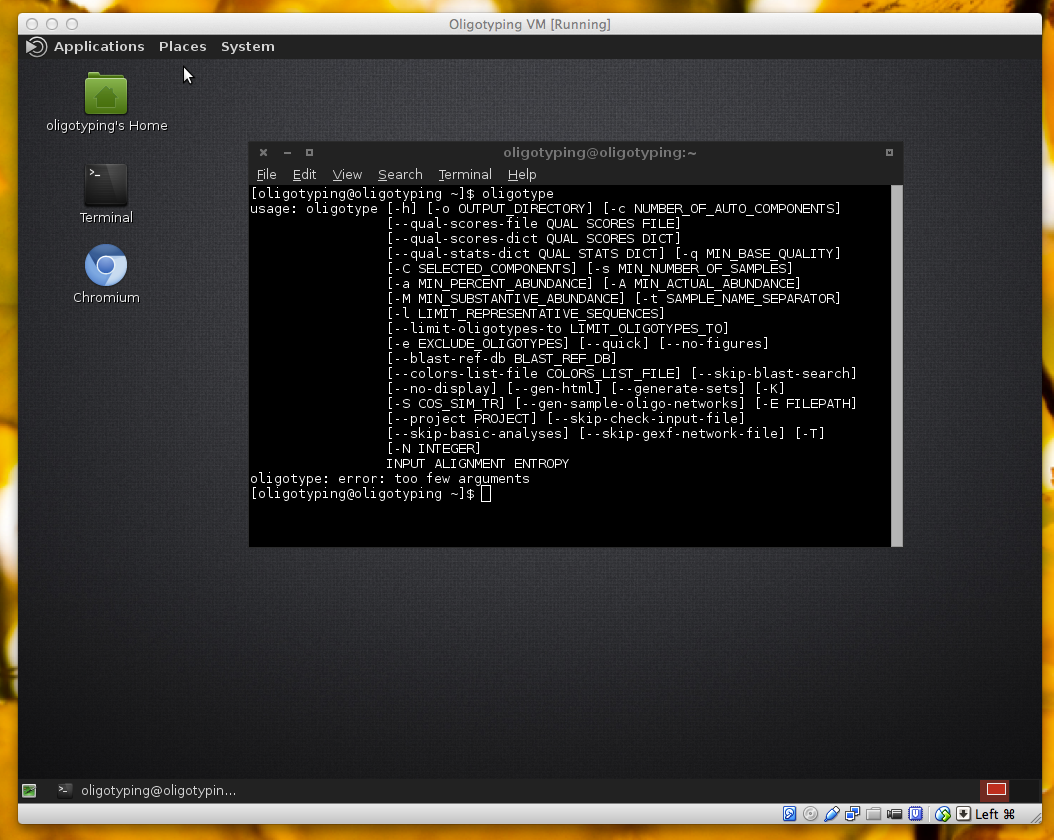 Oligotyping VM [Running]
Applications Places System
oligotyping's Home
Terminal
Chromium
oligotyping@oligotyping:~
File Edit View Search Terminal Help
[oligotyping@oligotyping ~]$ oligotype
usage: oligotype [-h] [-o OUTPUT_DIRECTORY] [-c NUMBER_OF_AUTO_COMPONENTS]
[--qual-scores-file QUAL SCORES FILE]
[--qual-scores-dict QUAL SCORES DICT]
[--qual-stats-dict QUAL STATS DICT] [-q MIN_BASE_QUALITY]
[-C SELECTED_COMPONENTS] [-s MIN_NUMBER_OF_SAMPLES]
[-a MIN_PERCENT_ABUNDANCE] [-A MIN_ACTUAL_ABUNDANCE]
[-M MIN_SUBSTANTIVE_ABUNDANCE] [-t SAMPLE_NAME_SEPARATOR]
[-l LIMIT_REPRESENTATIVE_SEQUENCES]
[--limit-oligotypes-to LIMIT_OLIGOTYPES_TO]
[-e EXCLUDE_OLIGOTYPES] [--quick] [--no-figures]
[--blast-ref-db BLAST_REF_DB]
[--colors-list-file COLORS_LIST_FILE] [--skip-blast-search]
[--no-display] [--gen-html] [--generate-sets] [-K]
[-S COS_SIM_TR] [--gen-sample-oligo-networks] [-E FILEPATH]
[--project PROJECT] [--skip-check-input-file]
[--skip-basic-analyses] [--skip-gexf-network-file] [-T]
[-N INTEGER]
INPUT ALIGNMENT ENTROPY
oligotype: error: too few arguments
[oligotyping@oligotyping ~]$
oligotyping@oligotypin...
Left ⌘